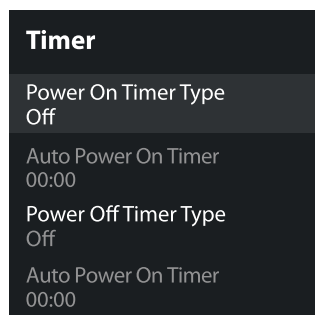 Timer
Power On Timer Type
Off
Auto Power On Timer
00:00
Power Off Timer Type
Off
Auto Power On Timer
00:00